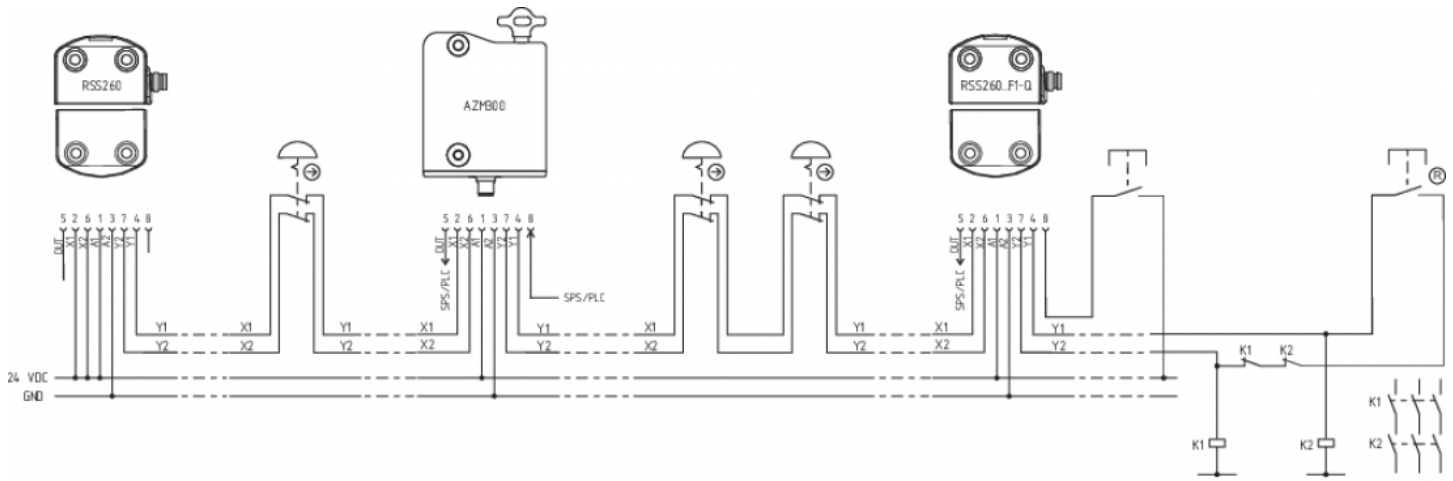 RSS260
AZM300
RSS260...F1-Q
R
5 2 6 1 3 7 4 8
OUT X1 X2 A1 A2 Y2 Y1
5 2 6 1 3 7 4 8
OUT X1 X2 A1 A2 Y2 Y1
SPS/PLC
SPS/PLC
5 2 6 1 3 7 4 8
OUT X1 X2 A1 A2 Y2 Y1
SPS/PLC
Y1 X1 Y1 X1 Y1 X1 Y1 X1 Y1
Y2 X2 Y2 X2 Y2 X2 Y2 X2 Y2
K1 K2
24 VDC
GND
K1
K2
K1 K2